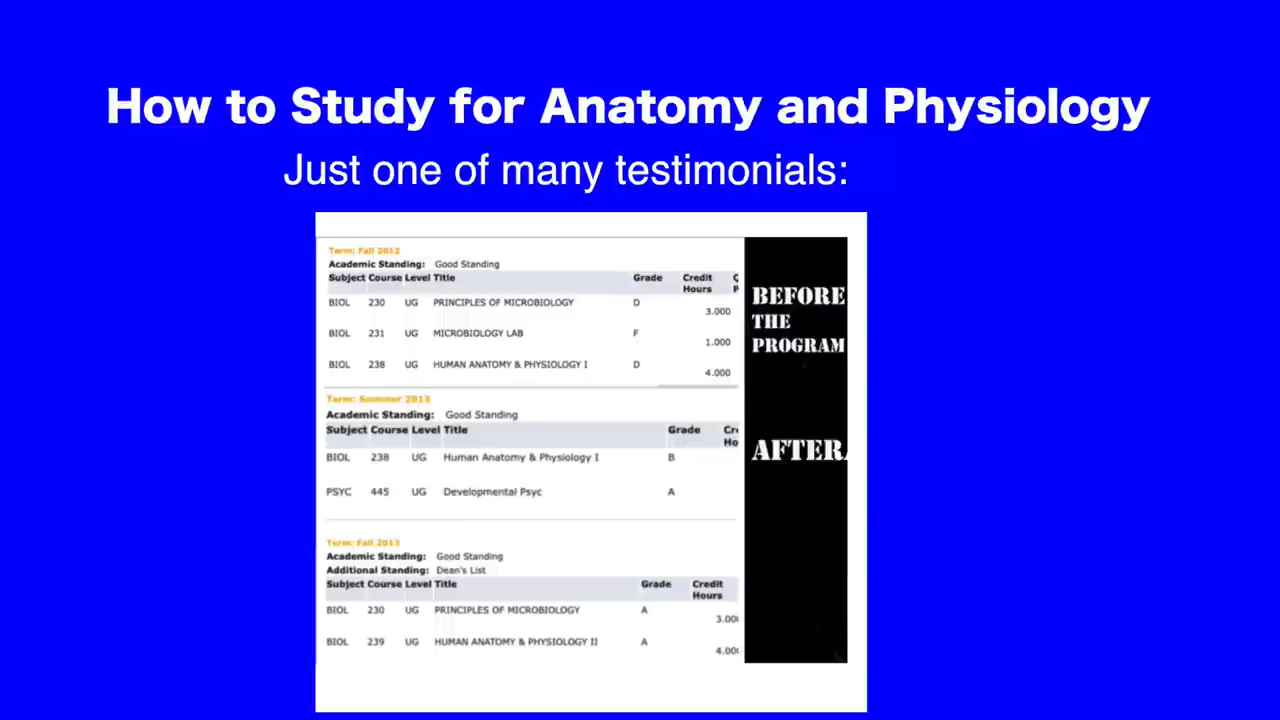 How to Study for Anatomy and Physiology
Just one of many testimonials:
Term: Fall 2012
Academic Standing: Good Standing
Subject Course Level Title Grade Credit Hours
BIOL 230 UG PRINCIPLES OF MICROBIOLOGY D 3.000
BIOL 231 UG MICROBIOLOGY LAB F 1.000
BIOL 238 UG HUMAN ANATOMY & PHYSIOLOGY I D 4.000
Term: Summer 2013
Academic Standing: Good Standing
Subject Course Level Title Grade
BIOL 238 UG Human Anatomy & Physiology I B
PSYC 445 UG Developmental Psyc A
Term: Fall 2013
Academic Standing: Good Standing
Additional Standing: Dean's List
Subject Course Level Title Grade Credit Hours
BIOL 230 UG PRINCIPLES OF MICROBIOLOGY A 3.00
BIOL 239 UG HUMAN ANATOMY & PHYSIOLOGY II A 4.00
BEFORE
THE
PROGRAM
AFTER